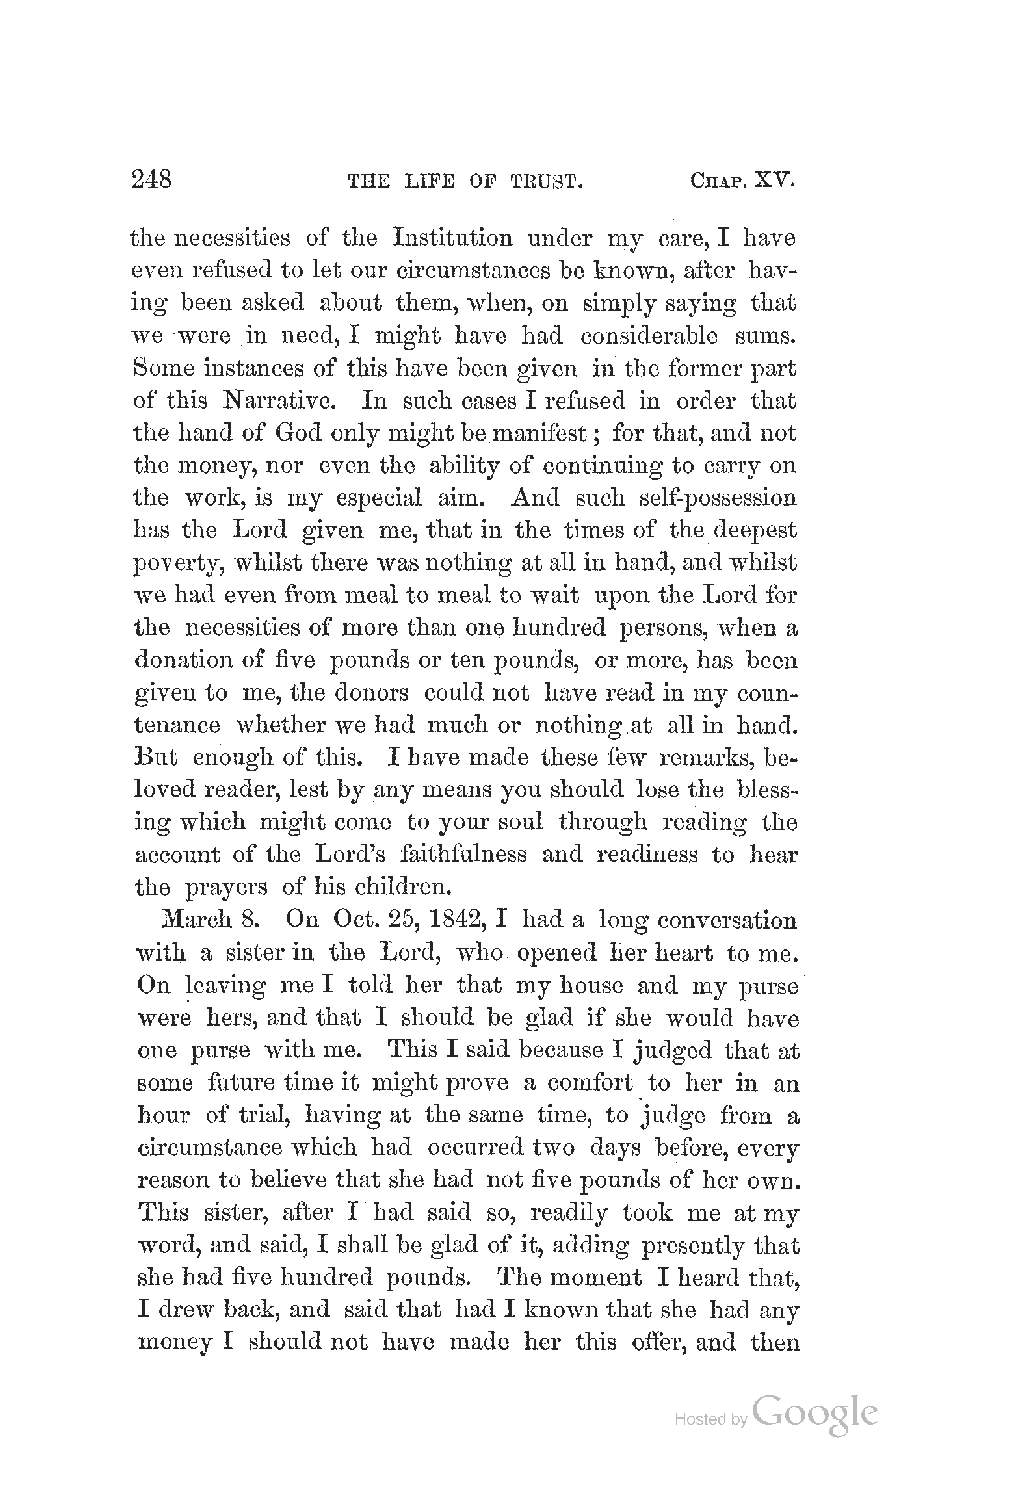 248 THE LIFE OF TRUST. CHAP. XV.
the necessities of the Institution under my care, I have
even refused to let our circumstances be known, after hav-
ing been asked about them, when, on simply saying that
we were in need, I might have had considerable sums.
Some instances of this have been given in the former part
of this Narrative. In such cases I refused in order that
the hand of God only might be manifest; for that, and not
the money, nor even the ability of continuing to carry on
the work, is my especial aim. And such self-possession
has the Lord given me, that in the times of the deepest
poverty, whilst there was nothing at all in hand, and whilst
we had even from meal to meal to wait upon the Lord for
the necessities of more than one hundred persons, when a
donation of five pounds or ten pounds, or more, has been
given to me, the donors could not have read in my coun-
tenance whether we had much or nothing at all in hand.
But enough of this. I have made these few remarks, be-
loved reader, lest by any means you should lose the bless-
ing which might come to your soul through reading the
account of the Lord's faithfulness and readiness to hear
the prayers of his children.
March 8. On Oct. 25, 1842, I had a long conversation
with a sister in the Lord, who opened her heart to me.
On leaving me I told her that my house and my purse
were hers, and that I should be glad if she would have
one purse with me. This I said because I judged that at
some future time it might prove a comfort to her in an
hour of trial, having at the same time, to judge from a
circumstance which had occurred two days before, every
reason to believe that she had not five pounds of her own.
This sister, after I had said so, readily took me at my
word, and said, I shall be glad of it, adding presently that
she had five hundred pounds. The moment I heard that,
I drew back, and said that had I known that she had any
money I should not have made her this offer, and then
Hosted by Google